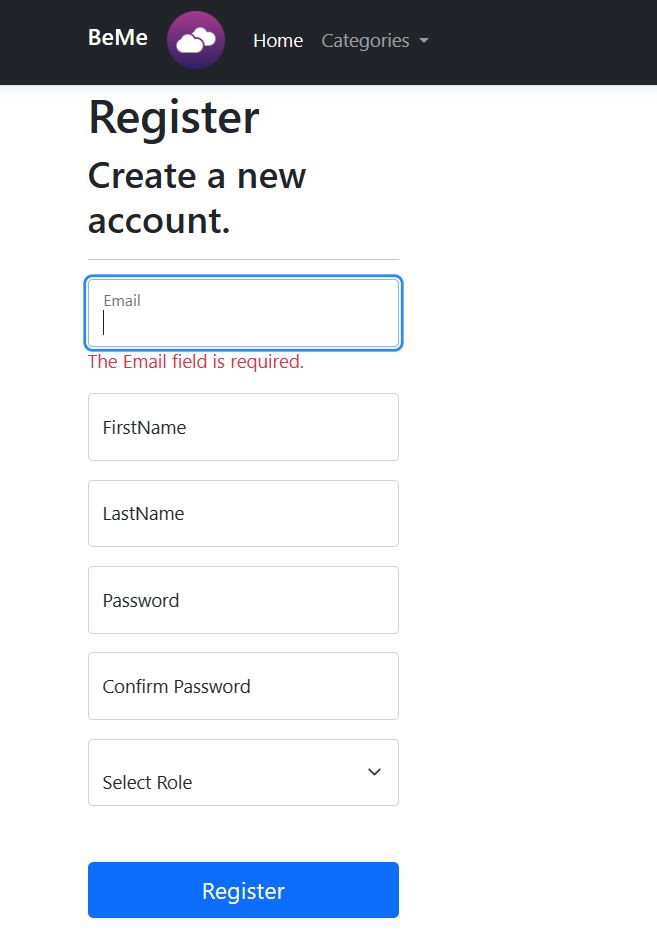 BeMe Home Categories
Register
Create a new
account.
Email
The Email field is required.
FirstName
LastName
Password
Confirm Password
Select Role
Register